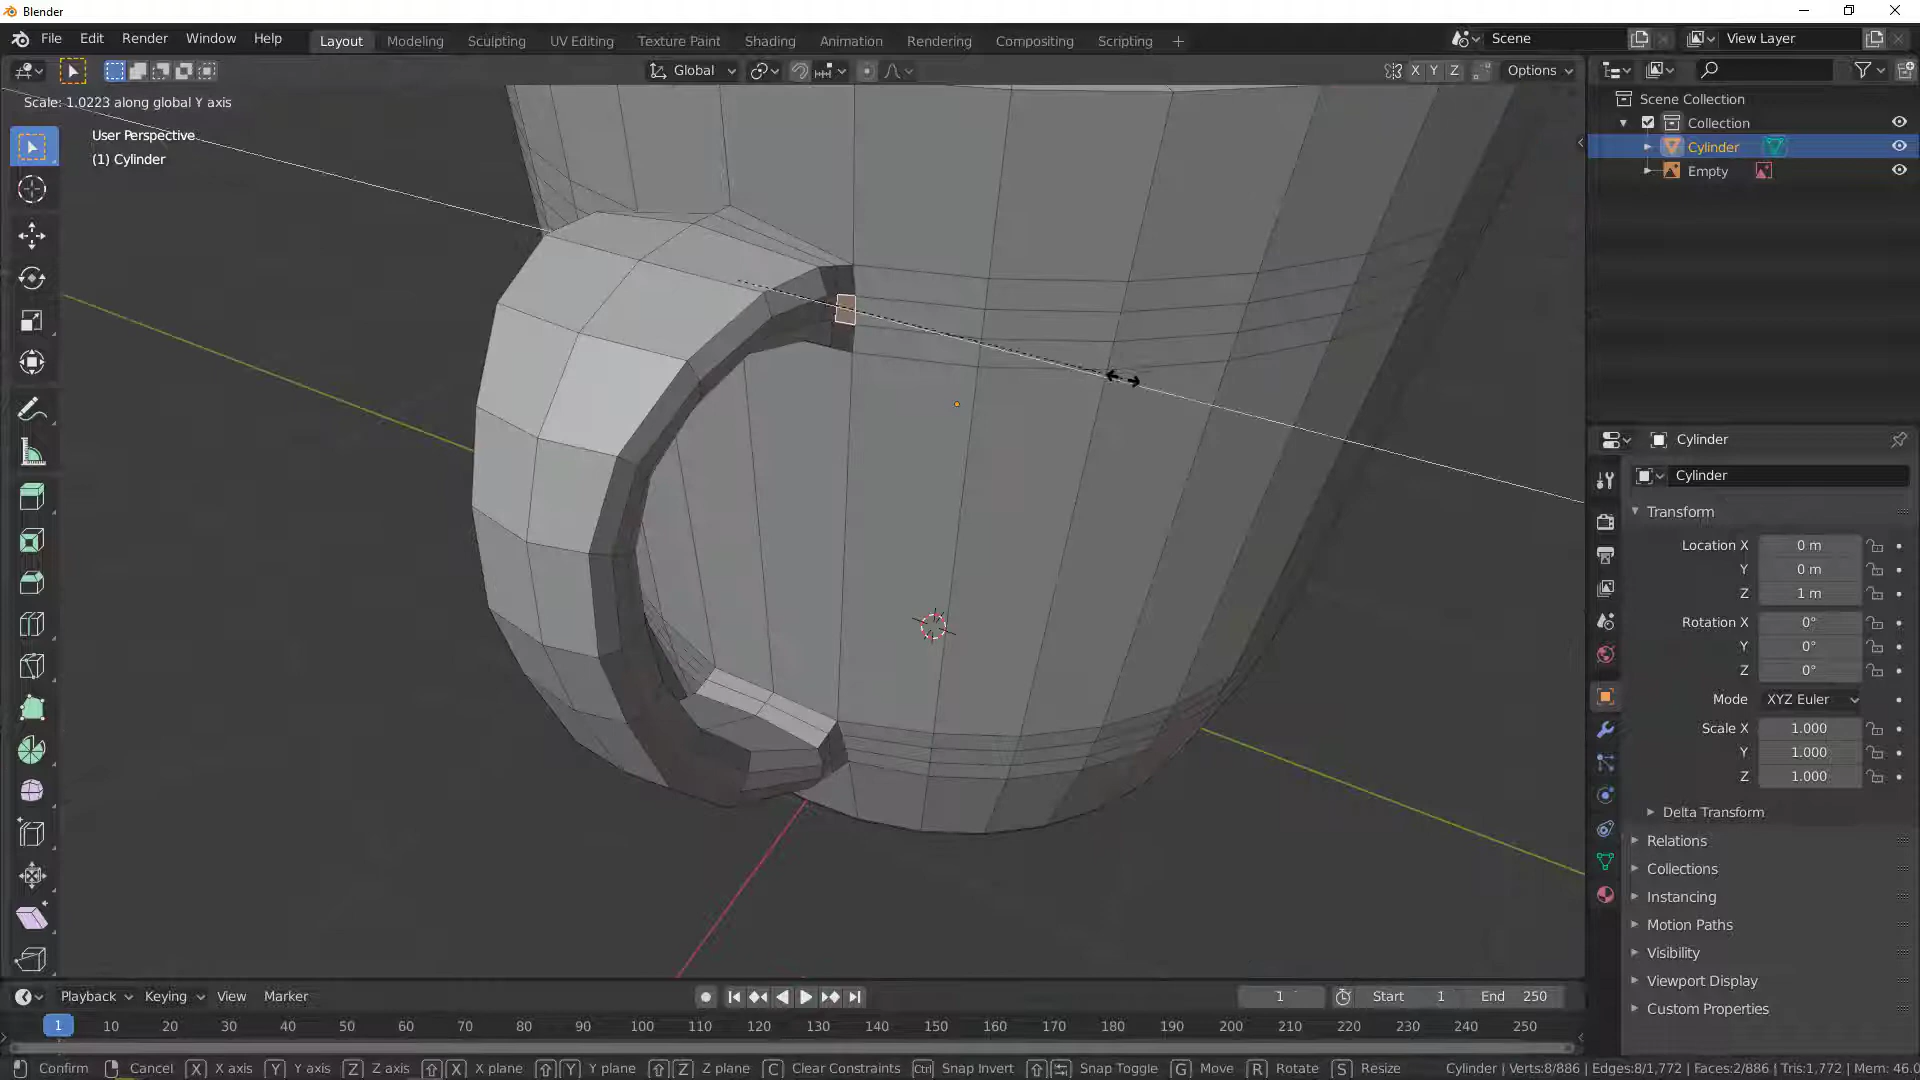 Blender
File Edit Render Window Help Layout Modeling Sculpting UV Editing Texture Paint Shading Animation Rendering Compositing Scripting + Scene View Layer
Global X Y Z Options
Scale: 1.0223 along global Y axis
User Perspective
(1) Cylinder
Scene Collection
Collection
Cylinder
Empty
Cylinder
Cylinder
Transform
Location X 0 m
Y 0 m
Z 1 m
Rotation X 0°
Y 0°
Z 0°
Mode XYZ Euler
Scale X 1.000
Y 1.000
Z 1.000
Delta Transform
Relations
Collections
Instancing
Motion Paths
Visibility
Viewport Display
Custom Properties
Playback Keying View Marker 1 Start 1 End 250
1 10 20 30 40 50 60 70 80 90 100 110 120 130 140 150 160 170 180 190 200 210 220 230 240 250
Confirm Cancel X X axis Y Y axis Z Z axis X X plane Y Y plane Z Z plane C Clear Constraints Ctrl Snap Invert Snap Toggle G Move R Rotate S Resize Cylinder | Verts:8/886 | Edges:8/1,772 | Faces:2/886 | Tris:1,772 | Mem: 46.0